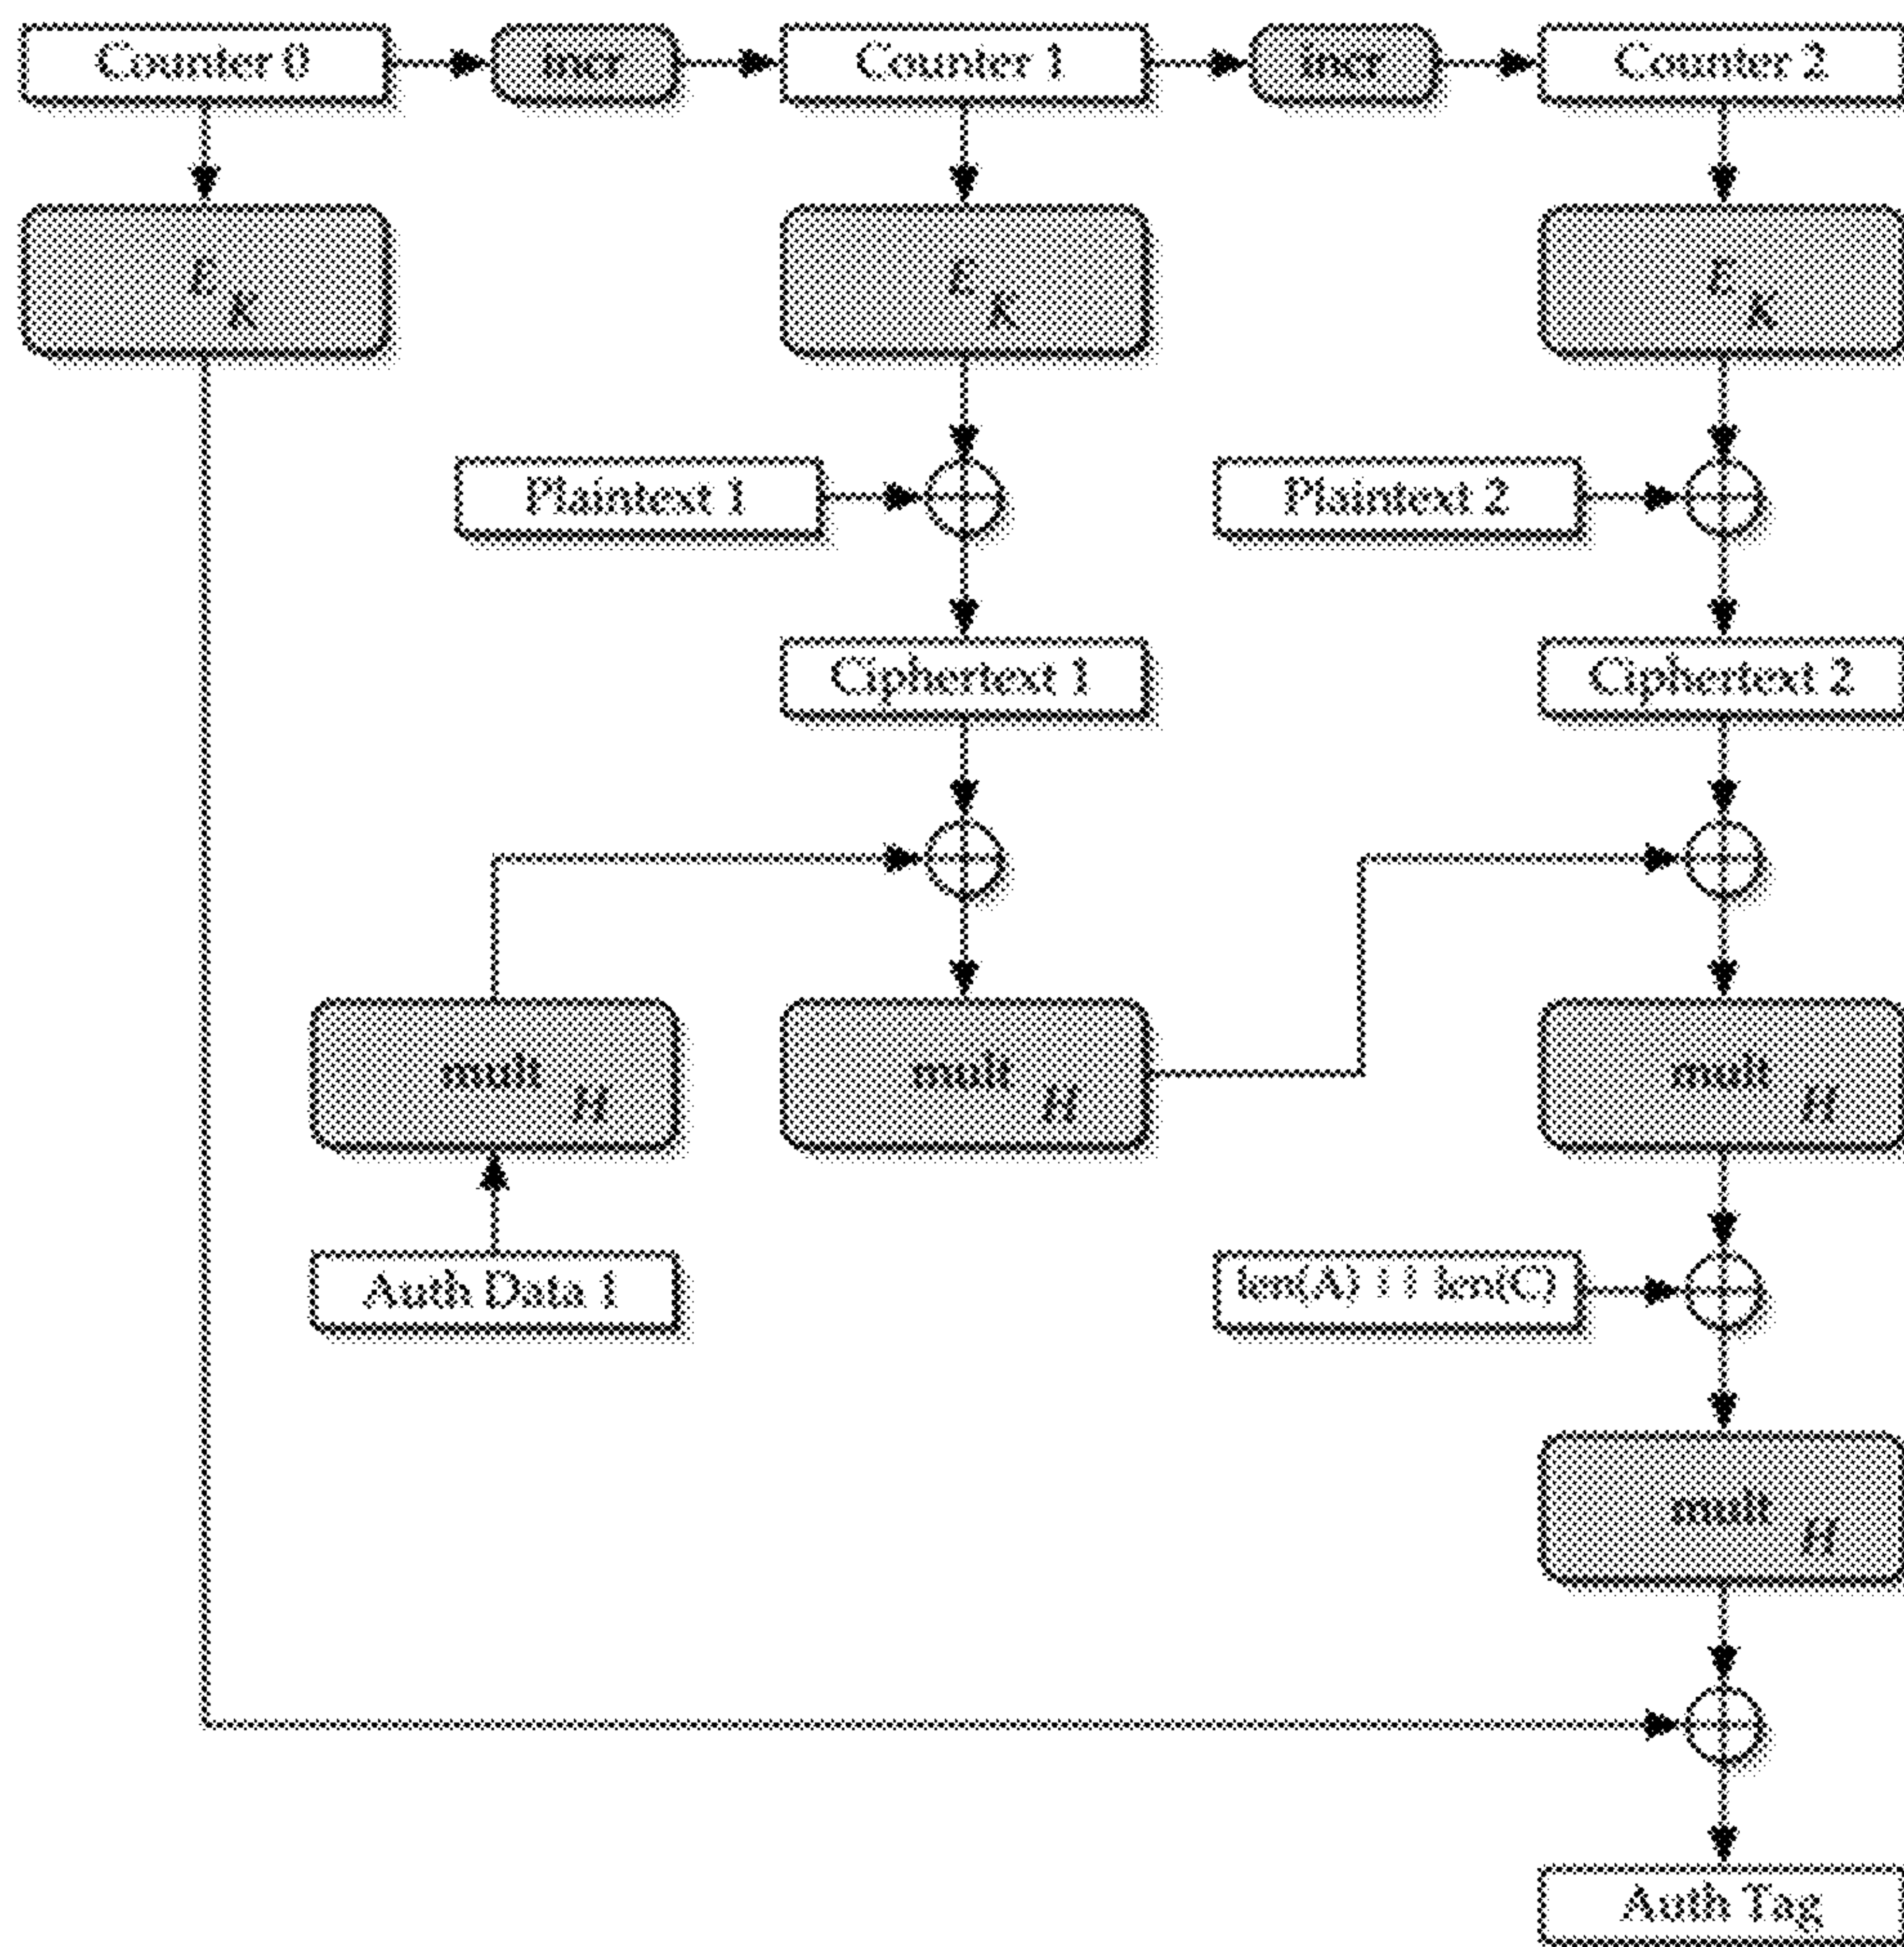 Counter 0
incr
Counter 1
incr
Counter 2
E K
E K
E K
Plaintext 1
Plaintext 2
Ciphertext 1
Ciphertext 2
mult H
mult H
mult H
Auth Data 1
len(A) || len(C)
mult H
Auth Tag